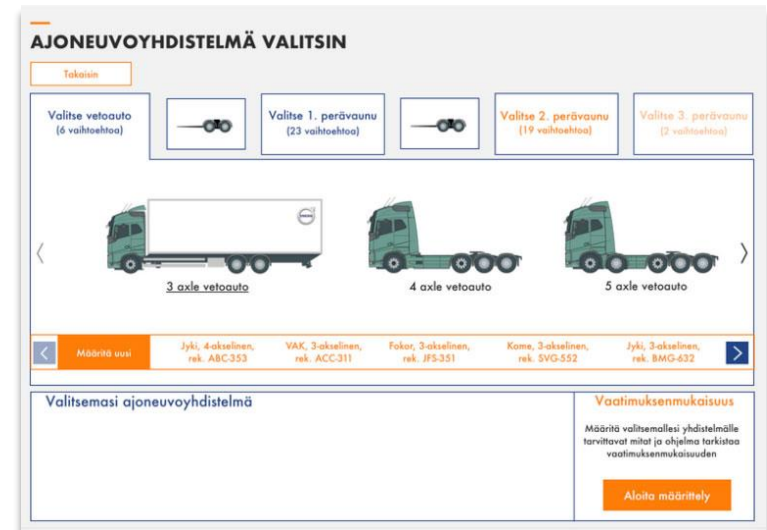 AJONEUVOYHDISTELMÄ VALITSIN
Takaisin
Valitse vetoauto
(6 vaihtoehtoa)
Valitse 1. perävaunu
(23 vaihtoehtoa)
Valitse 2. perävaunu
(19 vaihtoehtoa)
Valitse 3. perävaunu
(2 vaihtoehtoa)
3 axle vetoauto
4 axle vetoauto
5 axle vetoauto
Määritä uusi
Jyki, 4-akselinen,
rek. ABC-353
VAK, 3-akselinen,
rek. ACC-311
Fokor, 3-akselinen,
rek. JFS-351
Kome, 3-akselinen,
rek. SVG-552
Jyki, 3-akselinen,
rek. BMG-632
Valitsemasi ajoneuvoyhdistelmä
Vaatimuksenmukaisuus
Määritä valitsemallesi yhdistelmälle
tarvittavat mitat ja ohjelma tarkistaa
vaatimuksenmukaisuuden
Aloita määrittely